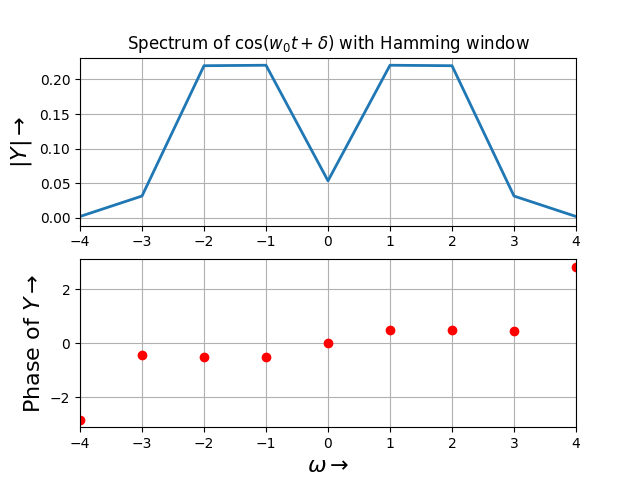 Spectrum of cos(w₀t + δ) with Hamming window
|Y| →
0.20
0.15
0.10
0.05
0.00
−4 −3 −2 −1 0 1 2 3 4
Phase of Y →
2
0
−2
−4 −3 −2 −1 0 1 2 3 4
ω →